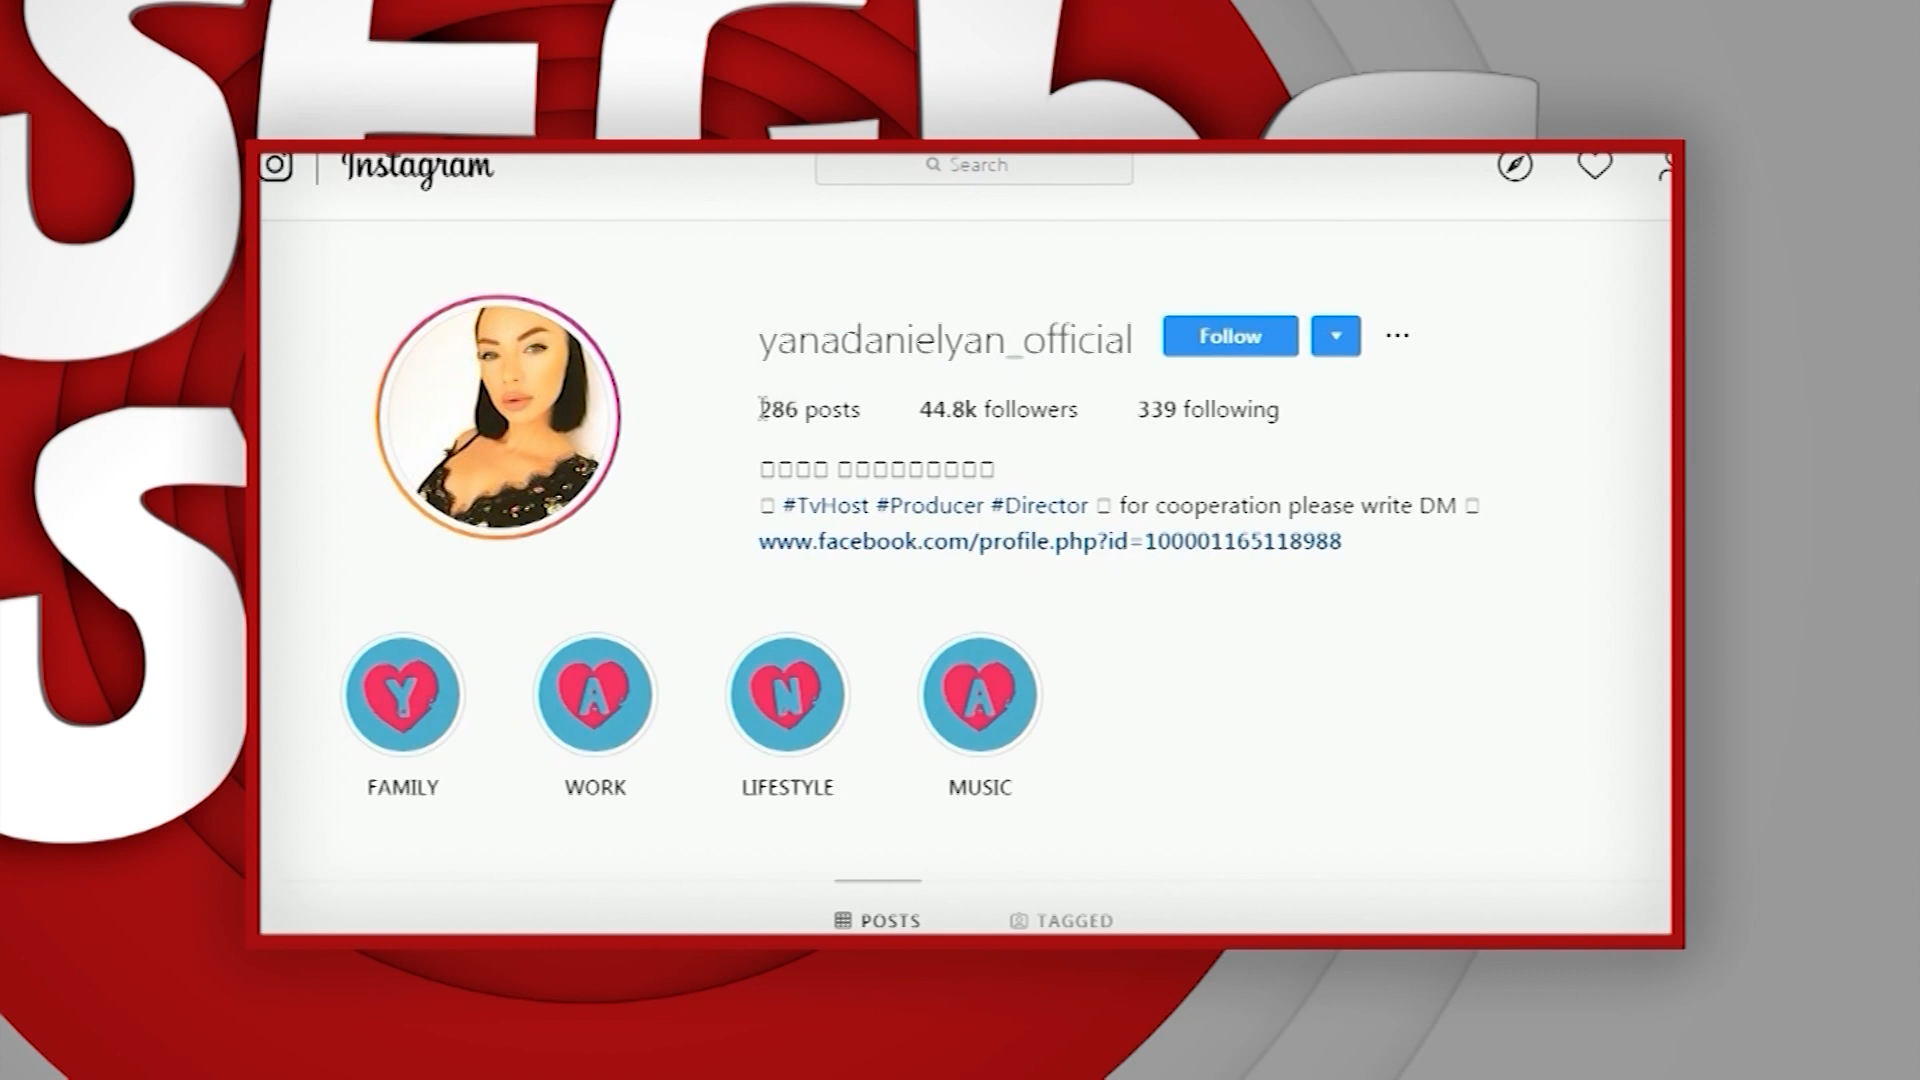 Instagram
Search
yanadanielyan_official
Follow
286 posts 44.8k followers 339 following
#TvHost #Producer #Director for cooperation please write DM
www.facebook.com/profile.php?id=100001165118988
Y A N A
FAMILY WORK LIFESTYLE MUSIC
POSTS TAGGED